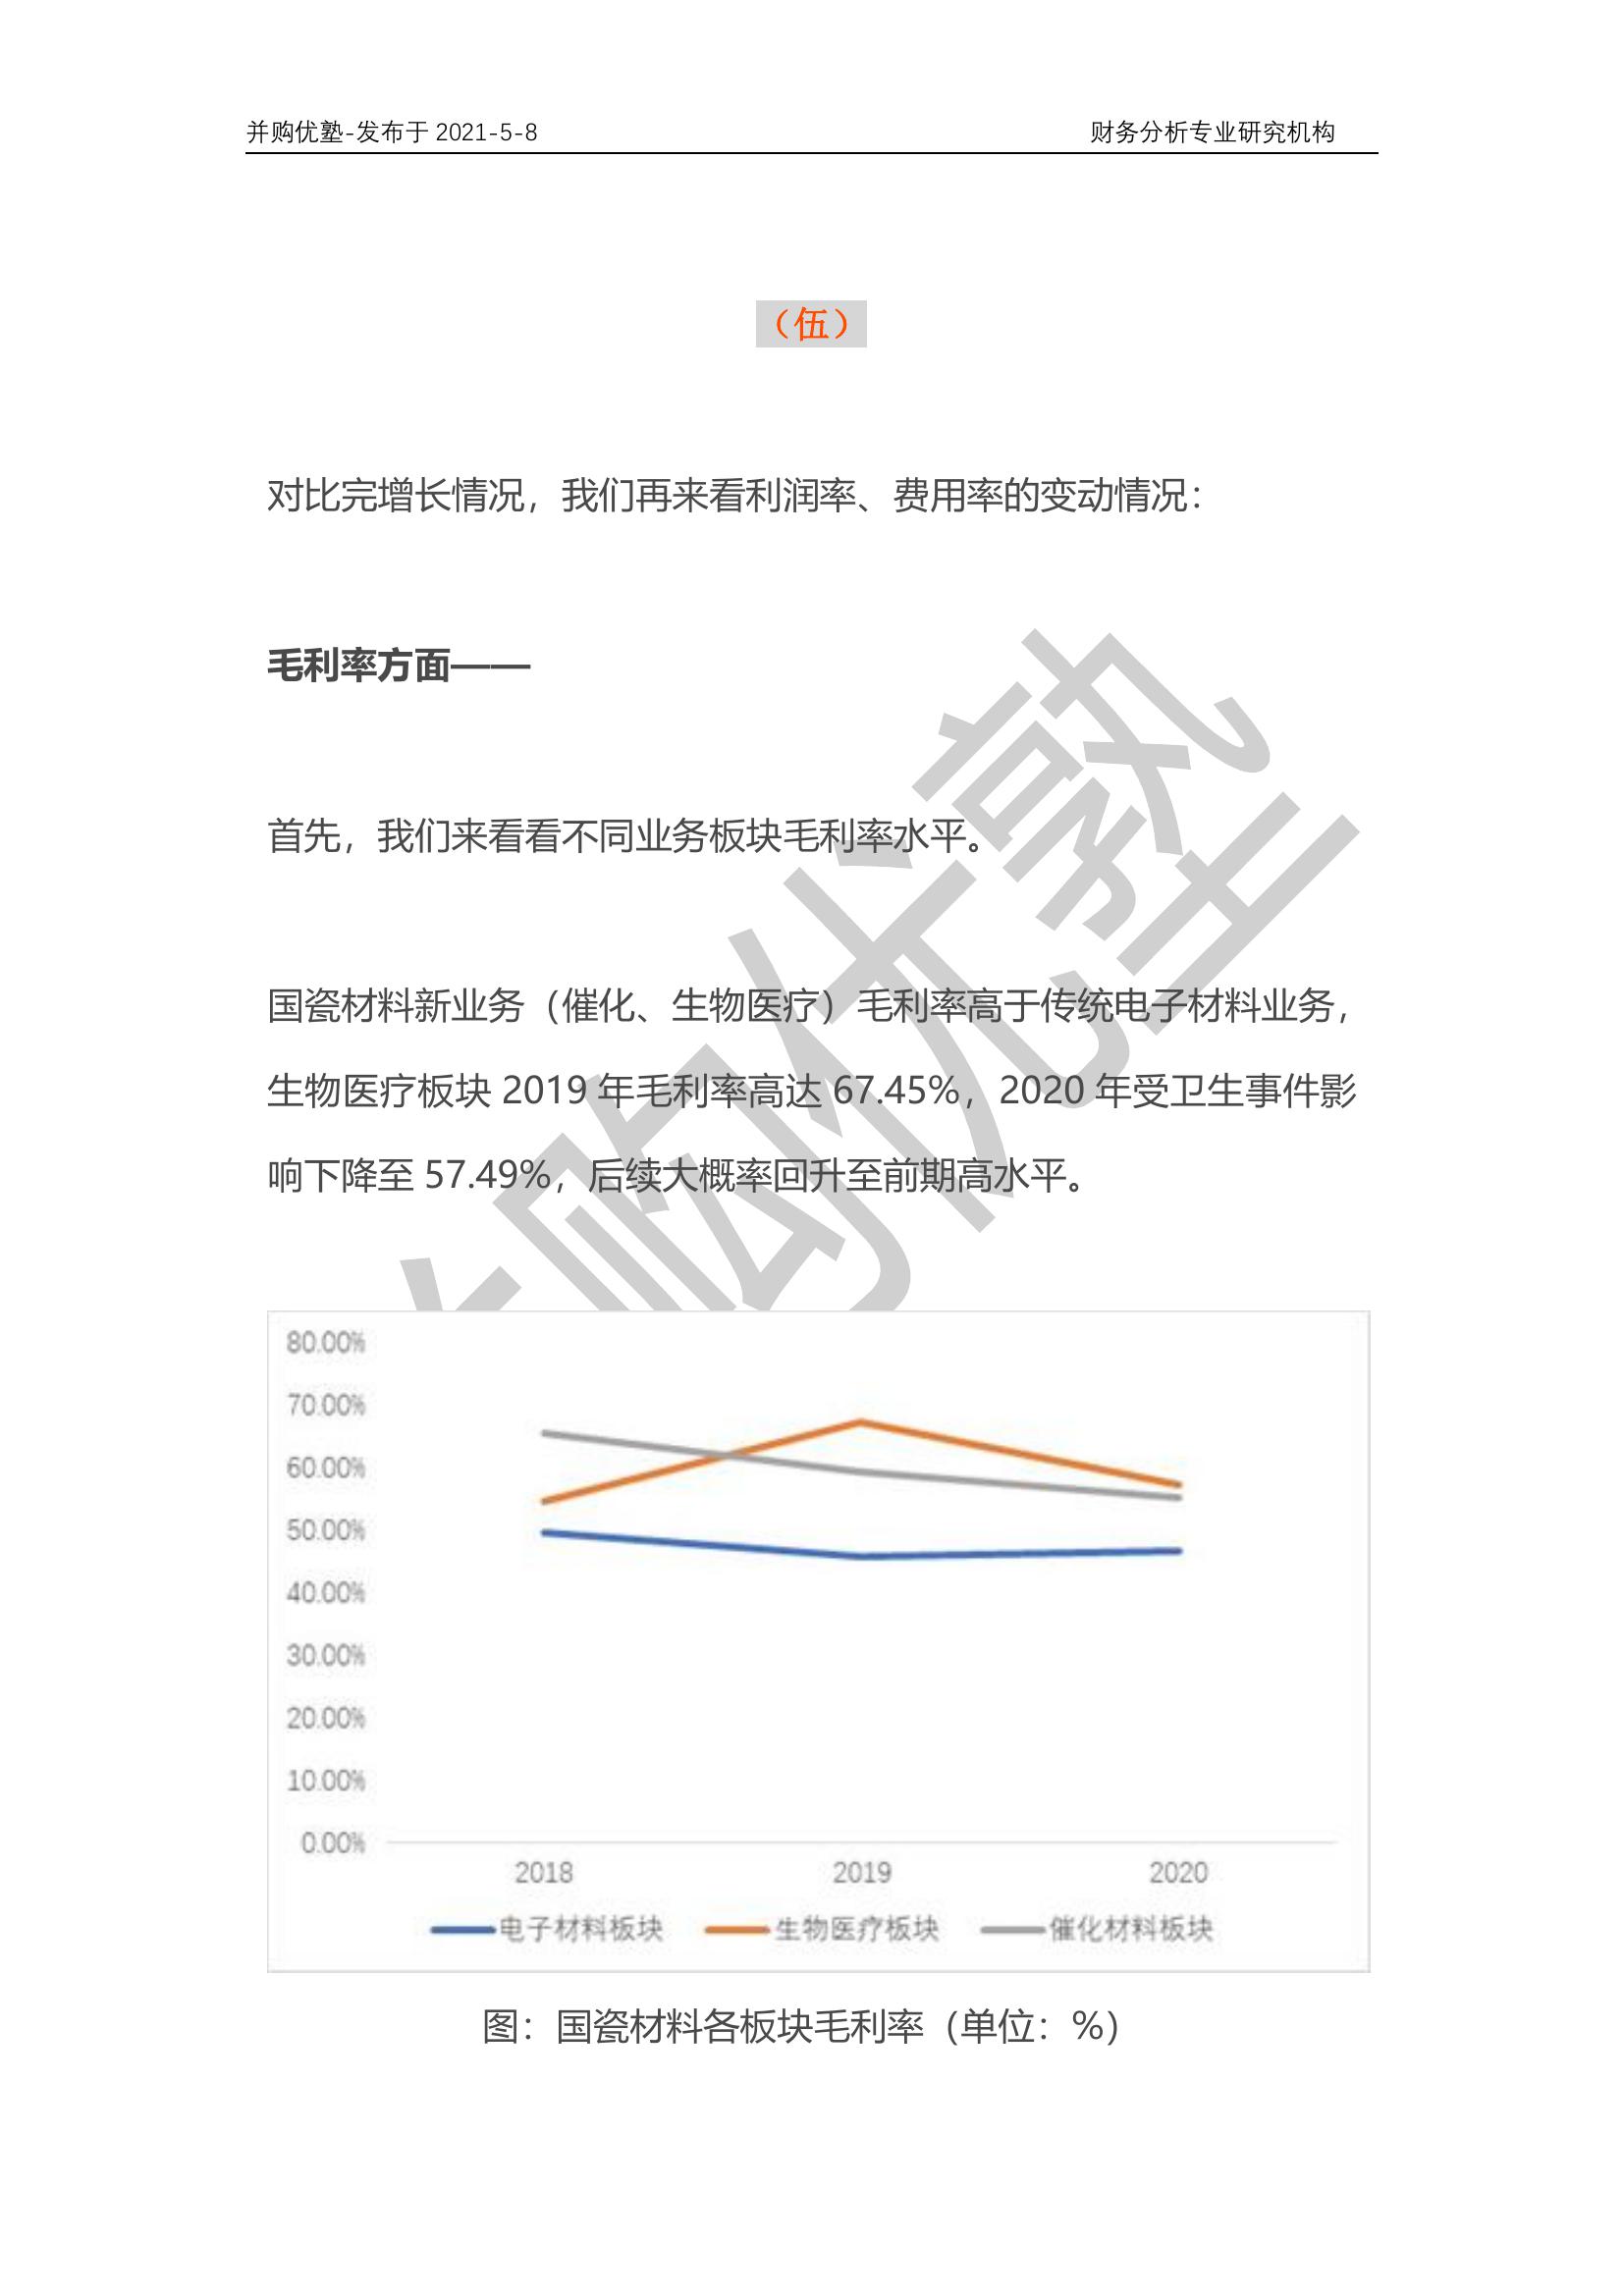 并购优塾-发布于 2021-5-8 财务分析专业研究机构
（伍）
对比完增长情况，我们再来看利润率、费用率的变动情况：
毛利率方面——
首先，我们来看看不同业务板块毛利率水平。
国瓷材料新业务（催化、生物医疗）毛利率高于传统电子材料业务，
生物医疗板块 2019 年毛利率高达 67.45%，2020 年受卫生事件影
响下降至 57.49%，后续大概率回升至前期高水平。
购优塾
80.00%
70.00%
60.00%
50.00%
40.00%
30.00%
20.00%
10.00%
0.00%
2018 2019 2020
电子材料板块 生物医疗板块 催化材料板块
图：国瓷材料各板块毛利率（单位：%）